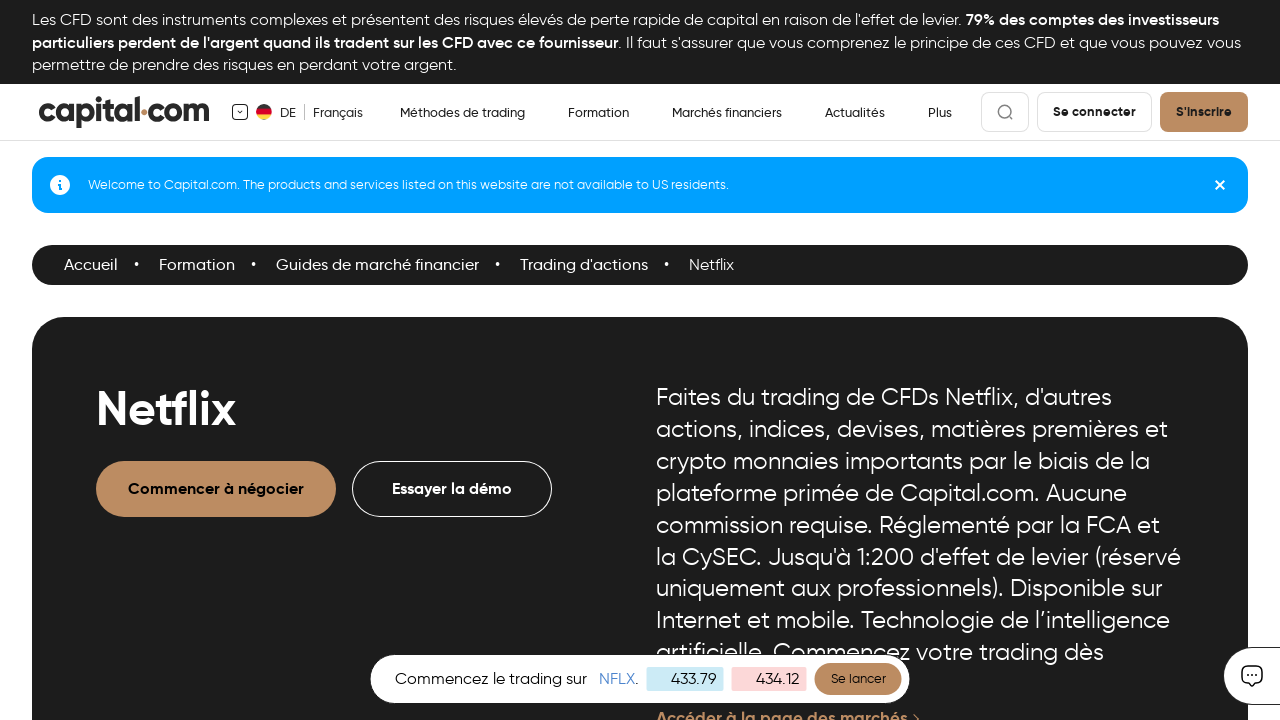 Les CFD sont des instruments complexes et présentent des risques élevés de perte rapide de capital en raison de l'effet de levier. 79% des comptes des investisseurs
particuliers perdent de l'argent quand ils tradent sur les CFD avec ce fournisseur. Il faut s'assurer que vous comprenez le principe de ces CFD et que vous pouvez vous
permettre de prendre des risques en perdant votre argent.
capital.com
DE
Français
Méthodes de trading
Formation
Marchés financiers
Actualités
Plus
Se connecter
S'inscrire
Welcome to Capital.com. The products and services listed on this website are not available to US residents.
Accueil • Formation • Guides de marché financier • Trading d'actions • Netflix
Netflix
Commencer à négocier
Essayer la démo
Faites du trading de CFDs Netflix, d'autres
actions, indices, devises, matières premières et
crypto monnaies importants par le biais de la
plateforme primée de Capital.com. Aucune
commission requise. Réglementé par la FCA et
la CySEC. Jusqu'à 1:200 d'effet de levier (réservé
uniquement aux professionnels). Disponible sur
Internet et mobile. Technologie de l’intelligence
artificielle. Commencez votre trading dès
Commencez le trading sur NFLX. 433.79 434.12 Se lancer
Accéder à la page des marchés